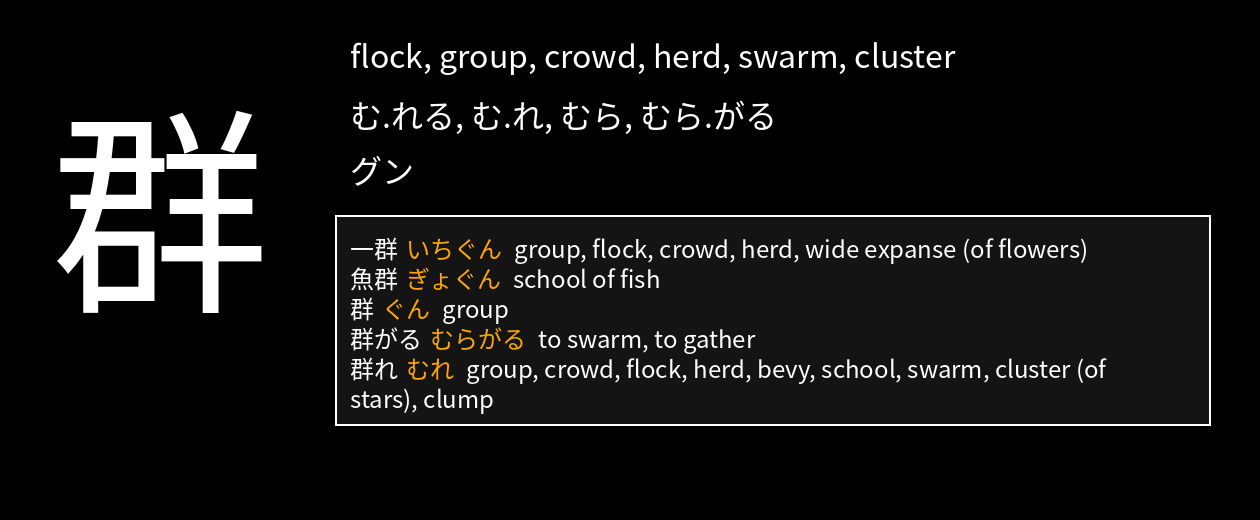 群
flock, group, crowd, herd, swarm, cluster
む.れる, む.れ, むら, むら.がる
グン
一群 いちぐん group, flock, crowd, herd, wide expanse (of flowers)
魚群 ぎょぐん school of fish
群 ぐん group
群がる むらがる to swarm, to gather
群れ むれ group, crowd, flock, herd, bevy, school, swarm, cluster (of
stars), clump